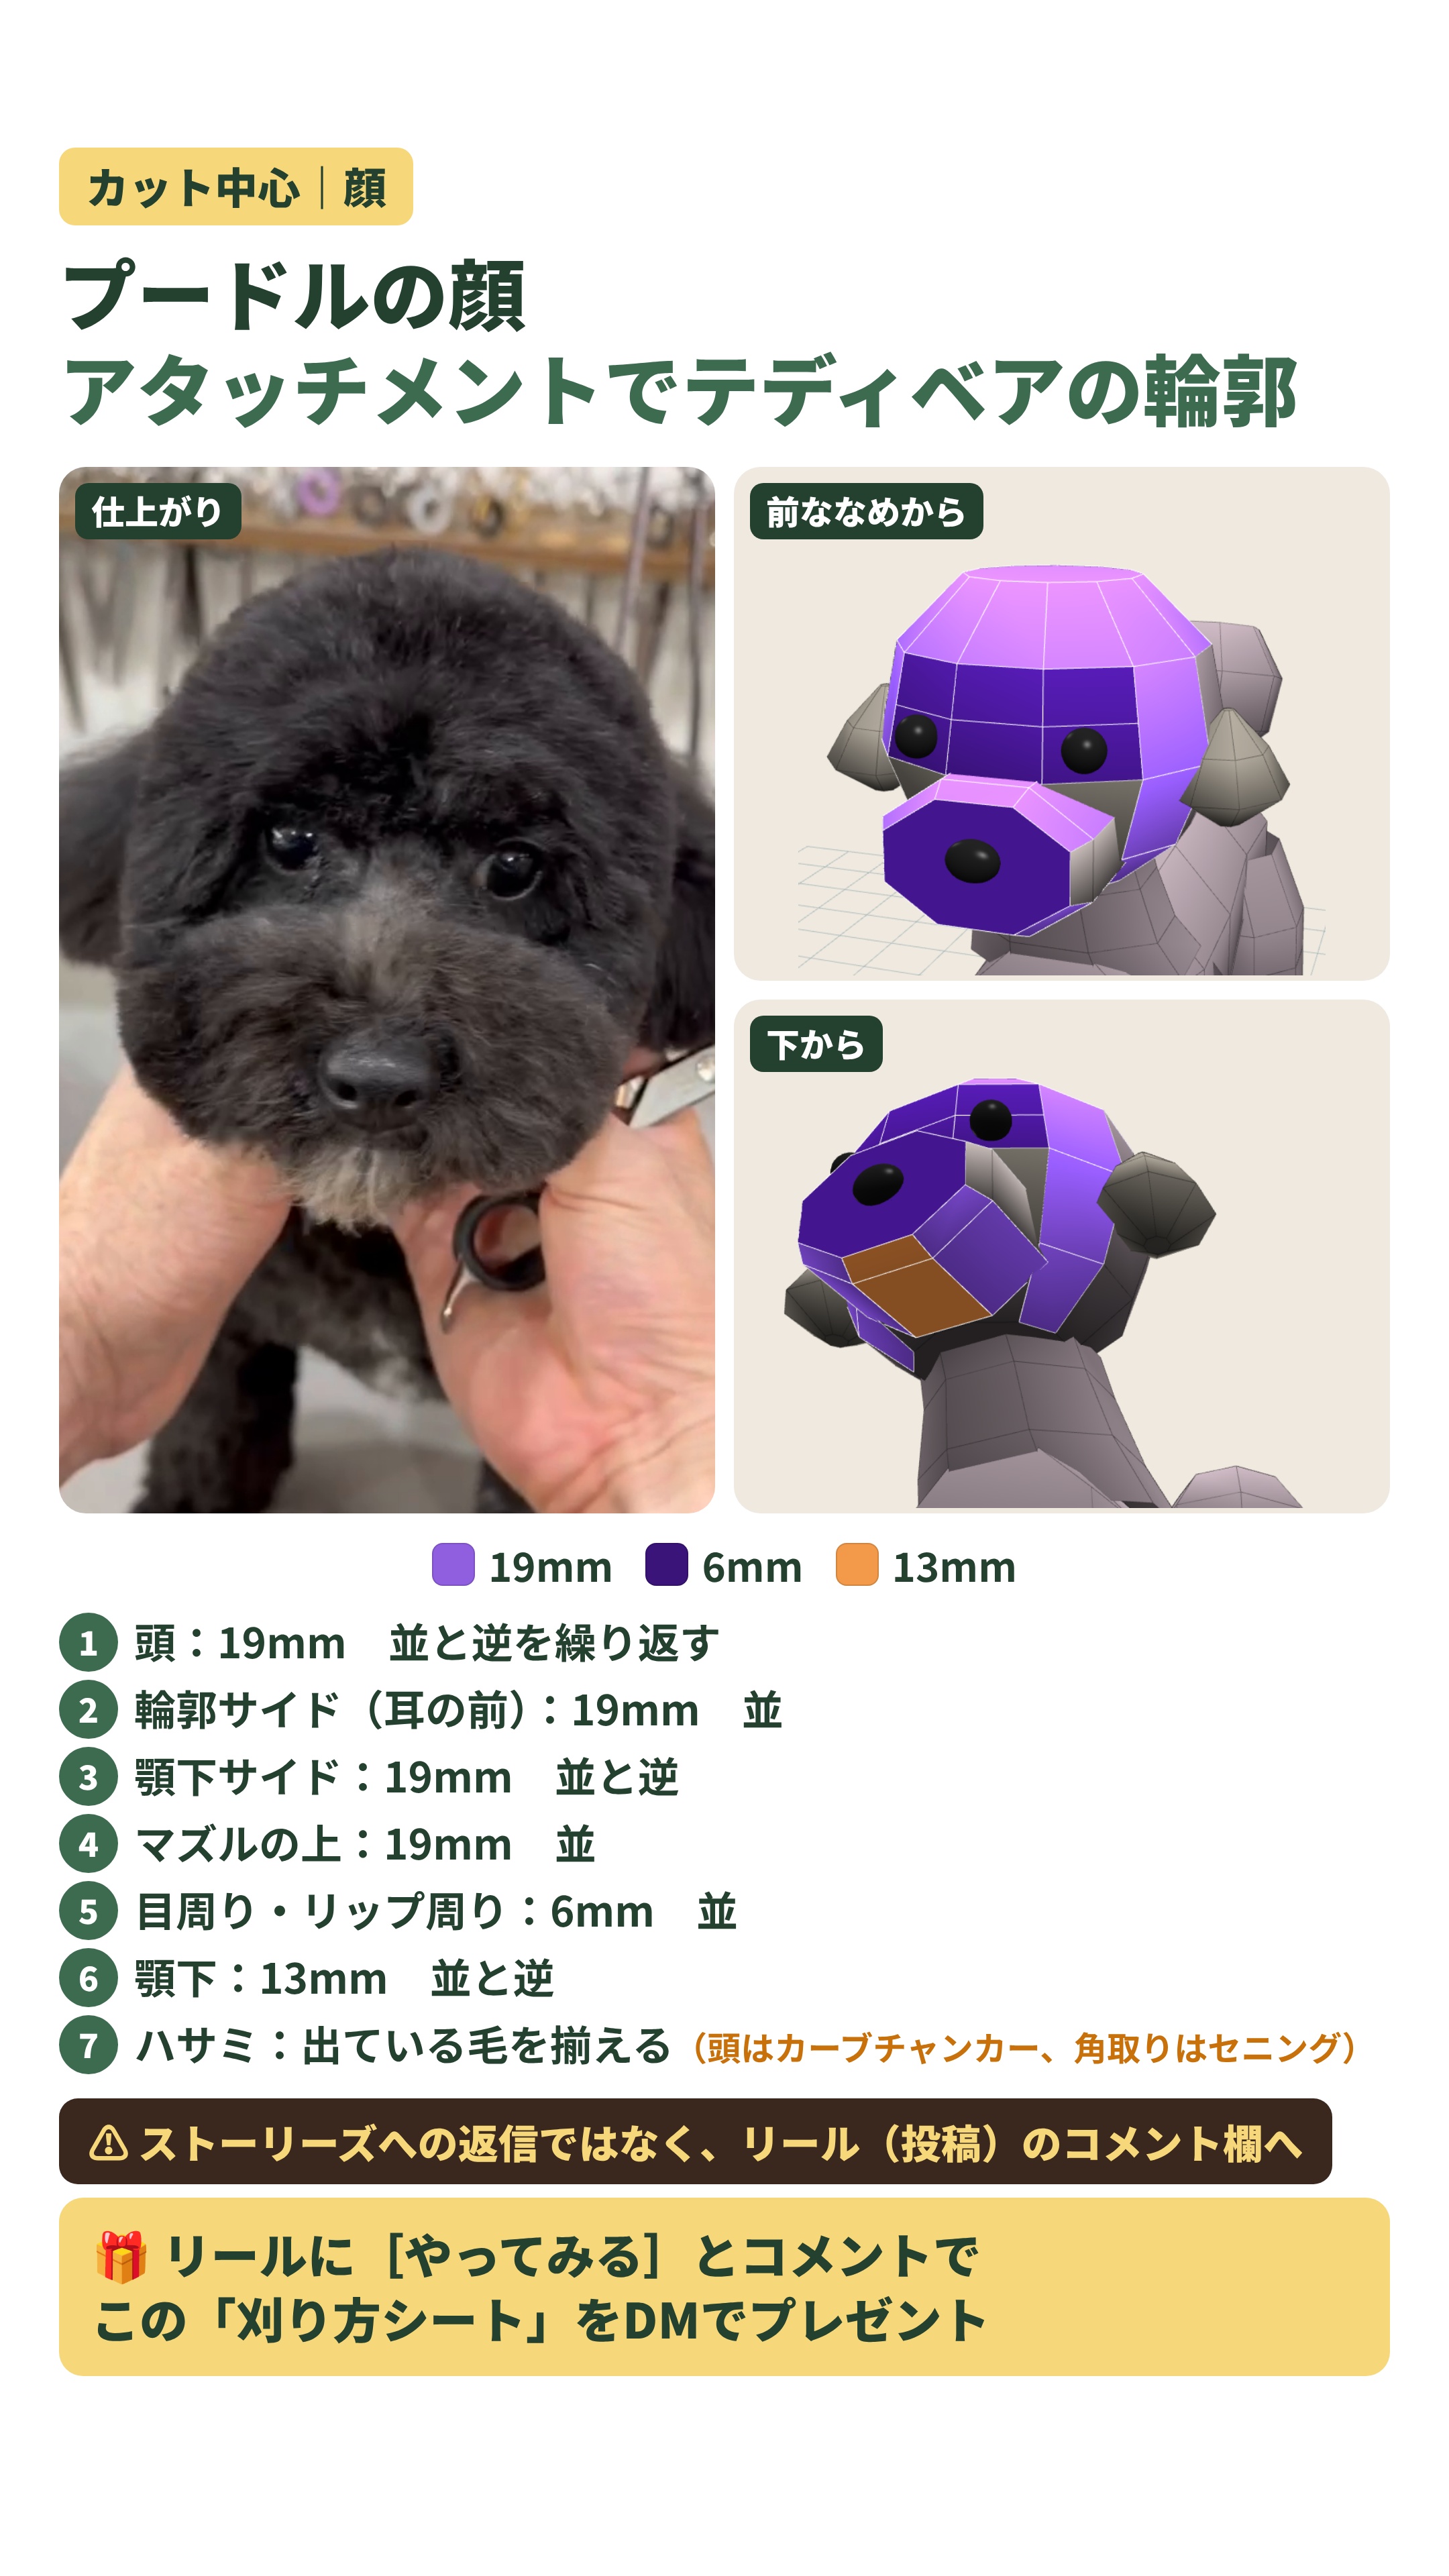 カット中心｜顔
プードルの顔
アタッチメントでテディベアの輪郭
仕上がり
前ななめから
下から
19mm 6mm 13mm
1 頭：19mm　並と逆を繰り返す
2 輪郭サイド（耳の前）：19mm　並
3 顎下サイド：19mm　並と逆
4 マズルの上：19mm　並
5 目周り・リップ周り：6mm　並
6 顎下：13mm　並と逆
7 ハサミ：出ている毛を揃える（頭はカーブチャンカー、角取りはセニング）
⚠ストーリーズへの返信ではなく、リール（投稿）のコメント欄へ
🎁 リールに［やってみる］とコメントで
この「刈り方シート」をDMでプレゼント